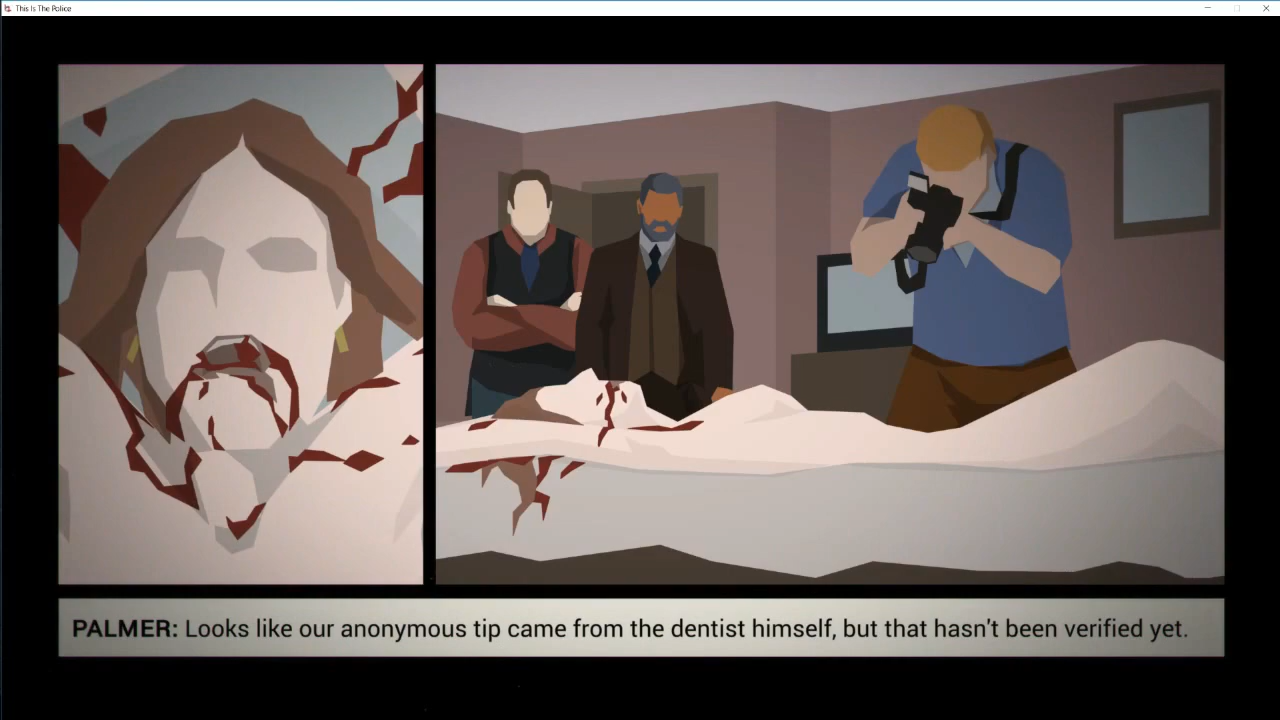 This Is The Police
PALMER: Looks like our anonymous tip came from the dentist himself, but that hasn't been verified yet.